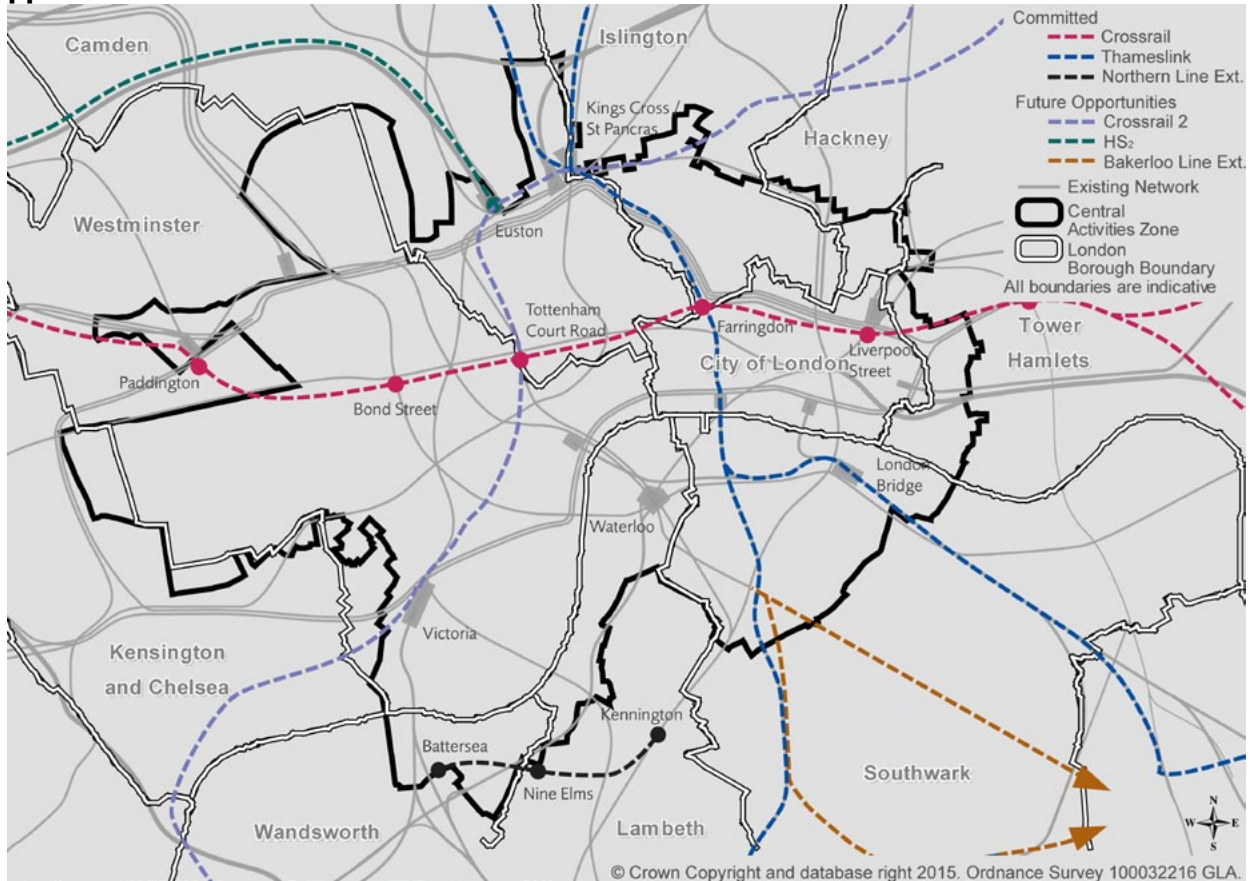 Camden
Islington
Kings Cross /
St Pancras
Hackney
Westminster
Euston
Tottenham
Court Road
Farringdon
City of London
Liverpool
Street
Tower
Hamlets
Paddington
Bond Street
London
Bridge
Waterloo
Victoria
Kensington
and Chelsea
Kennington
Battersea
Nine Elms
Southwark
Wandsworth
Lambeth
Committed
Crossrail
Thameslink
Northern Line Ext.
Future Opportunities
Crossrail 2
HS2
Bakerloo Line Ext.
Existing Network
Central
Activities Zone
London
Borough Boundary
All boundaries are indicative
N
W E
S
© Crown Copyright and database right 2015. Ordnance Survey 100032216 GLA.